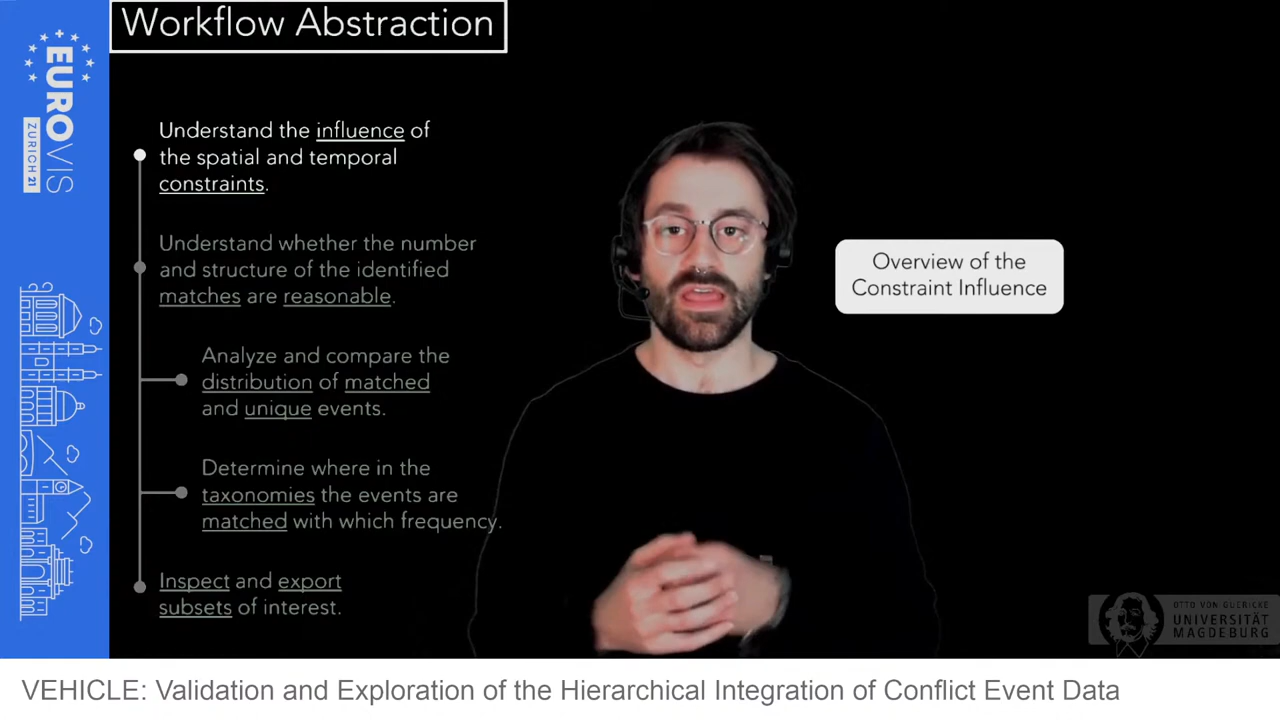 Workflow Abstraction
EUROVIS
ZURICH 21
Understand the influence of
the spatial and temporal
constraints.
Understand whether the number
and structure of the identified
matches are reasonable.
Analyze and compare the
distribution of matched
and unique events.
Determine where in the
taxonomies the events are
matched with which frequency.
Inspect and export
subsets of interest.
Overview of the
Constraint Influence
OTTO VON GUERICKE
UNIVERSITÄT
MAGDEBURG
VEHICLE: Validation and Exploration of the Hierarchical Integration of Conflict Event Data